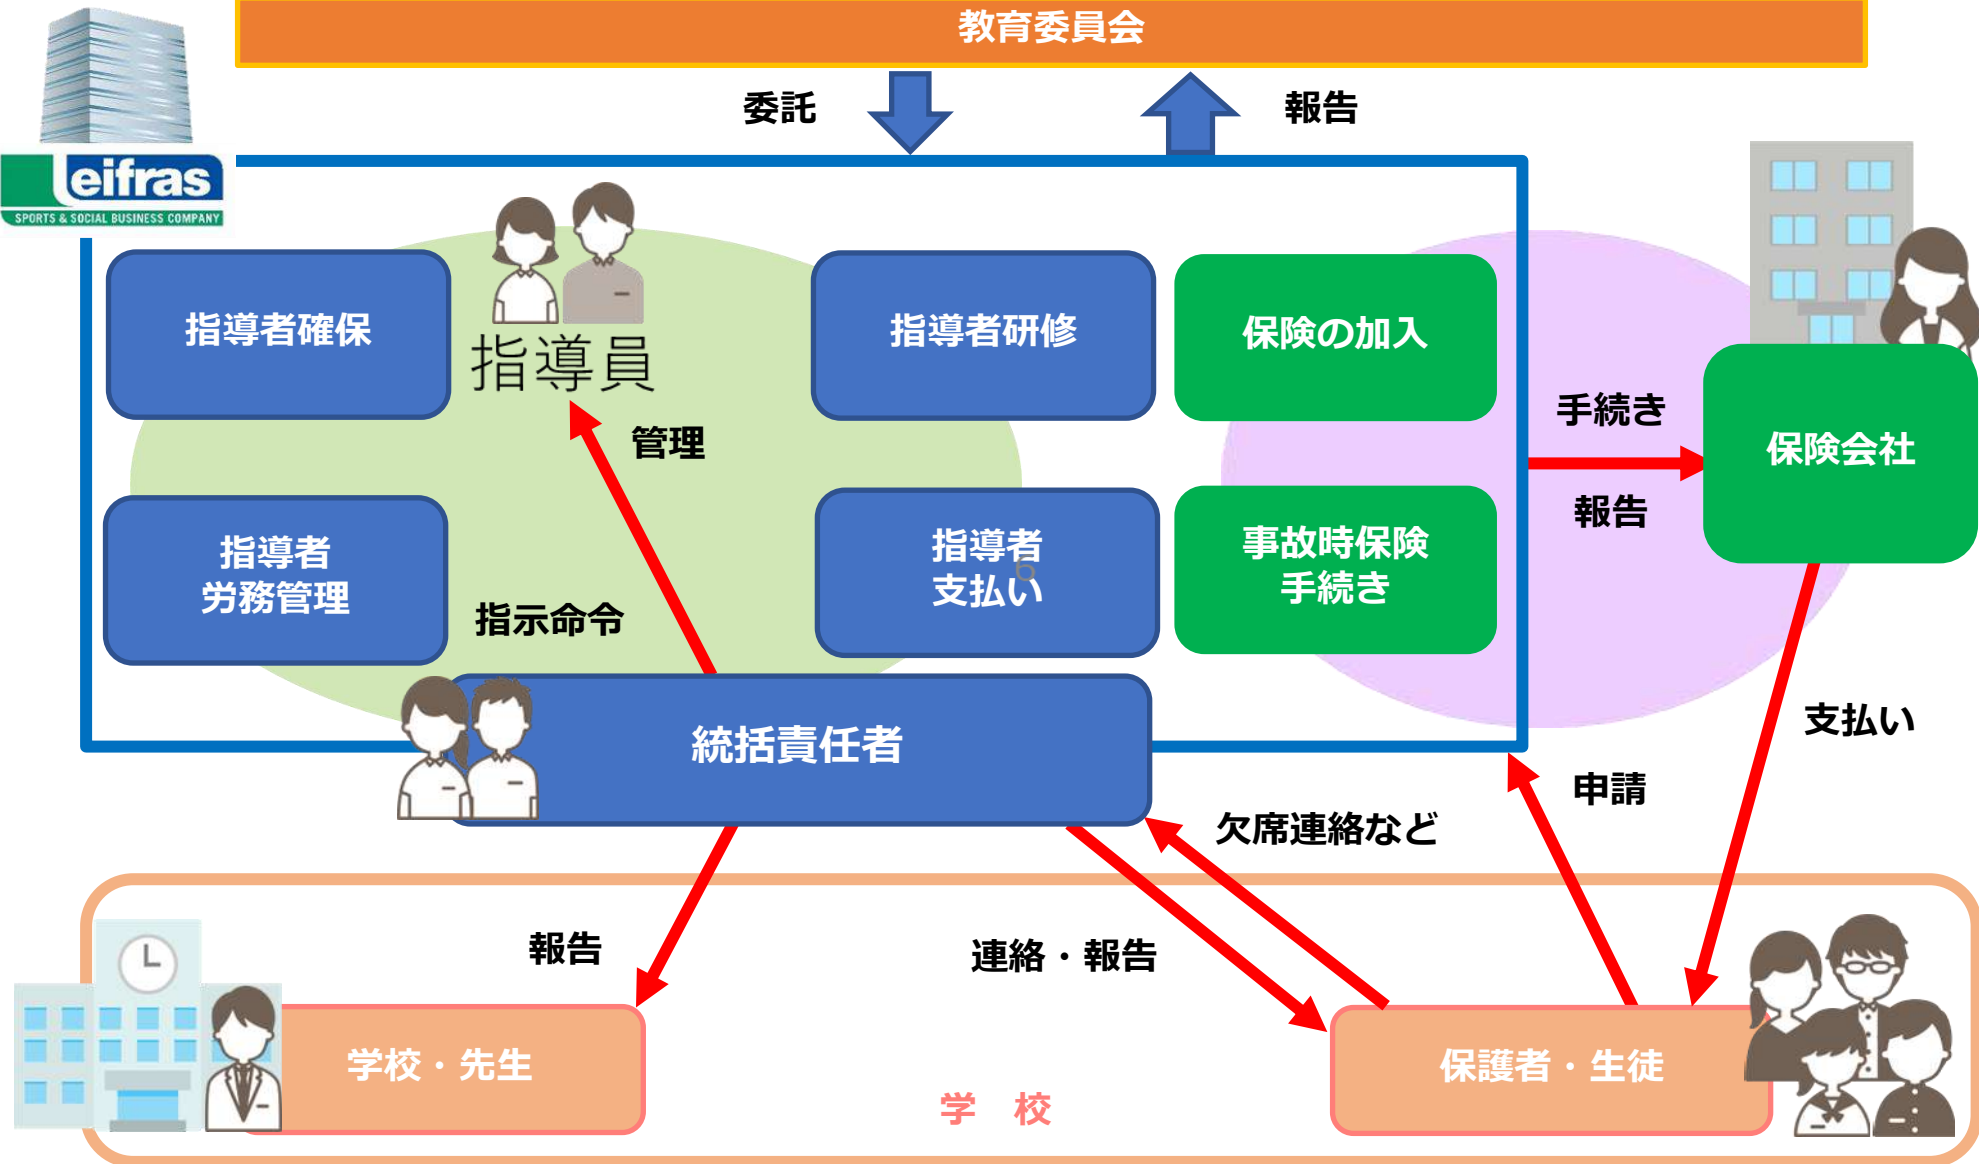 教育委員会
委託
報告
Leifras
SPORTS & SOCIAL BUSINESS COMPANY
指導者確保
指導員
指導者研修
保険の加入
管理
手続き
報告
保険会社
指導者
労務管理
指示命令
指導者
支払い
6
事故時保険
手続き
統括責任者
支払い
申請
欠席連絡など
報告
連絡・報告
学校・先生
学 校
保護者・生徒